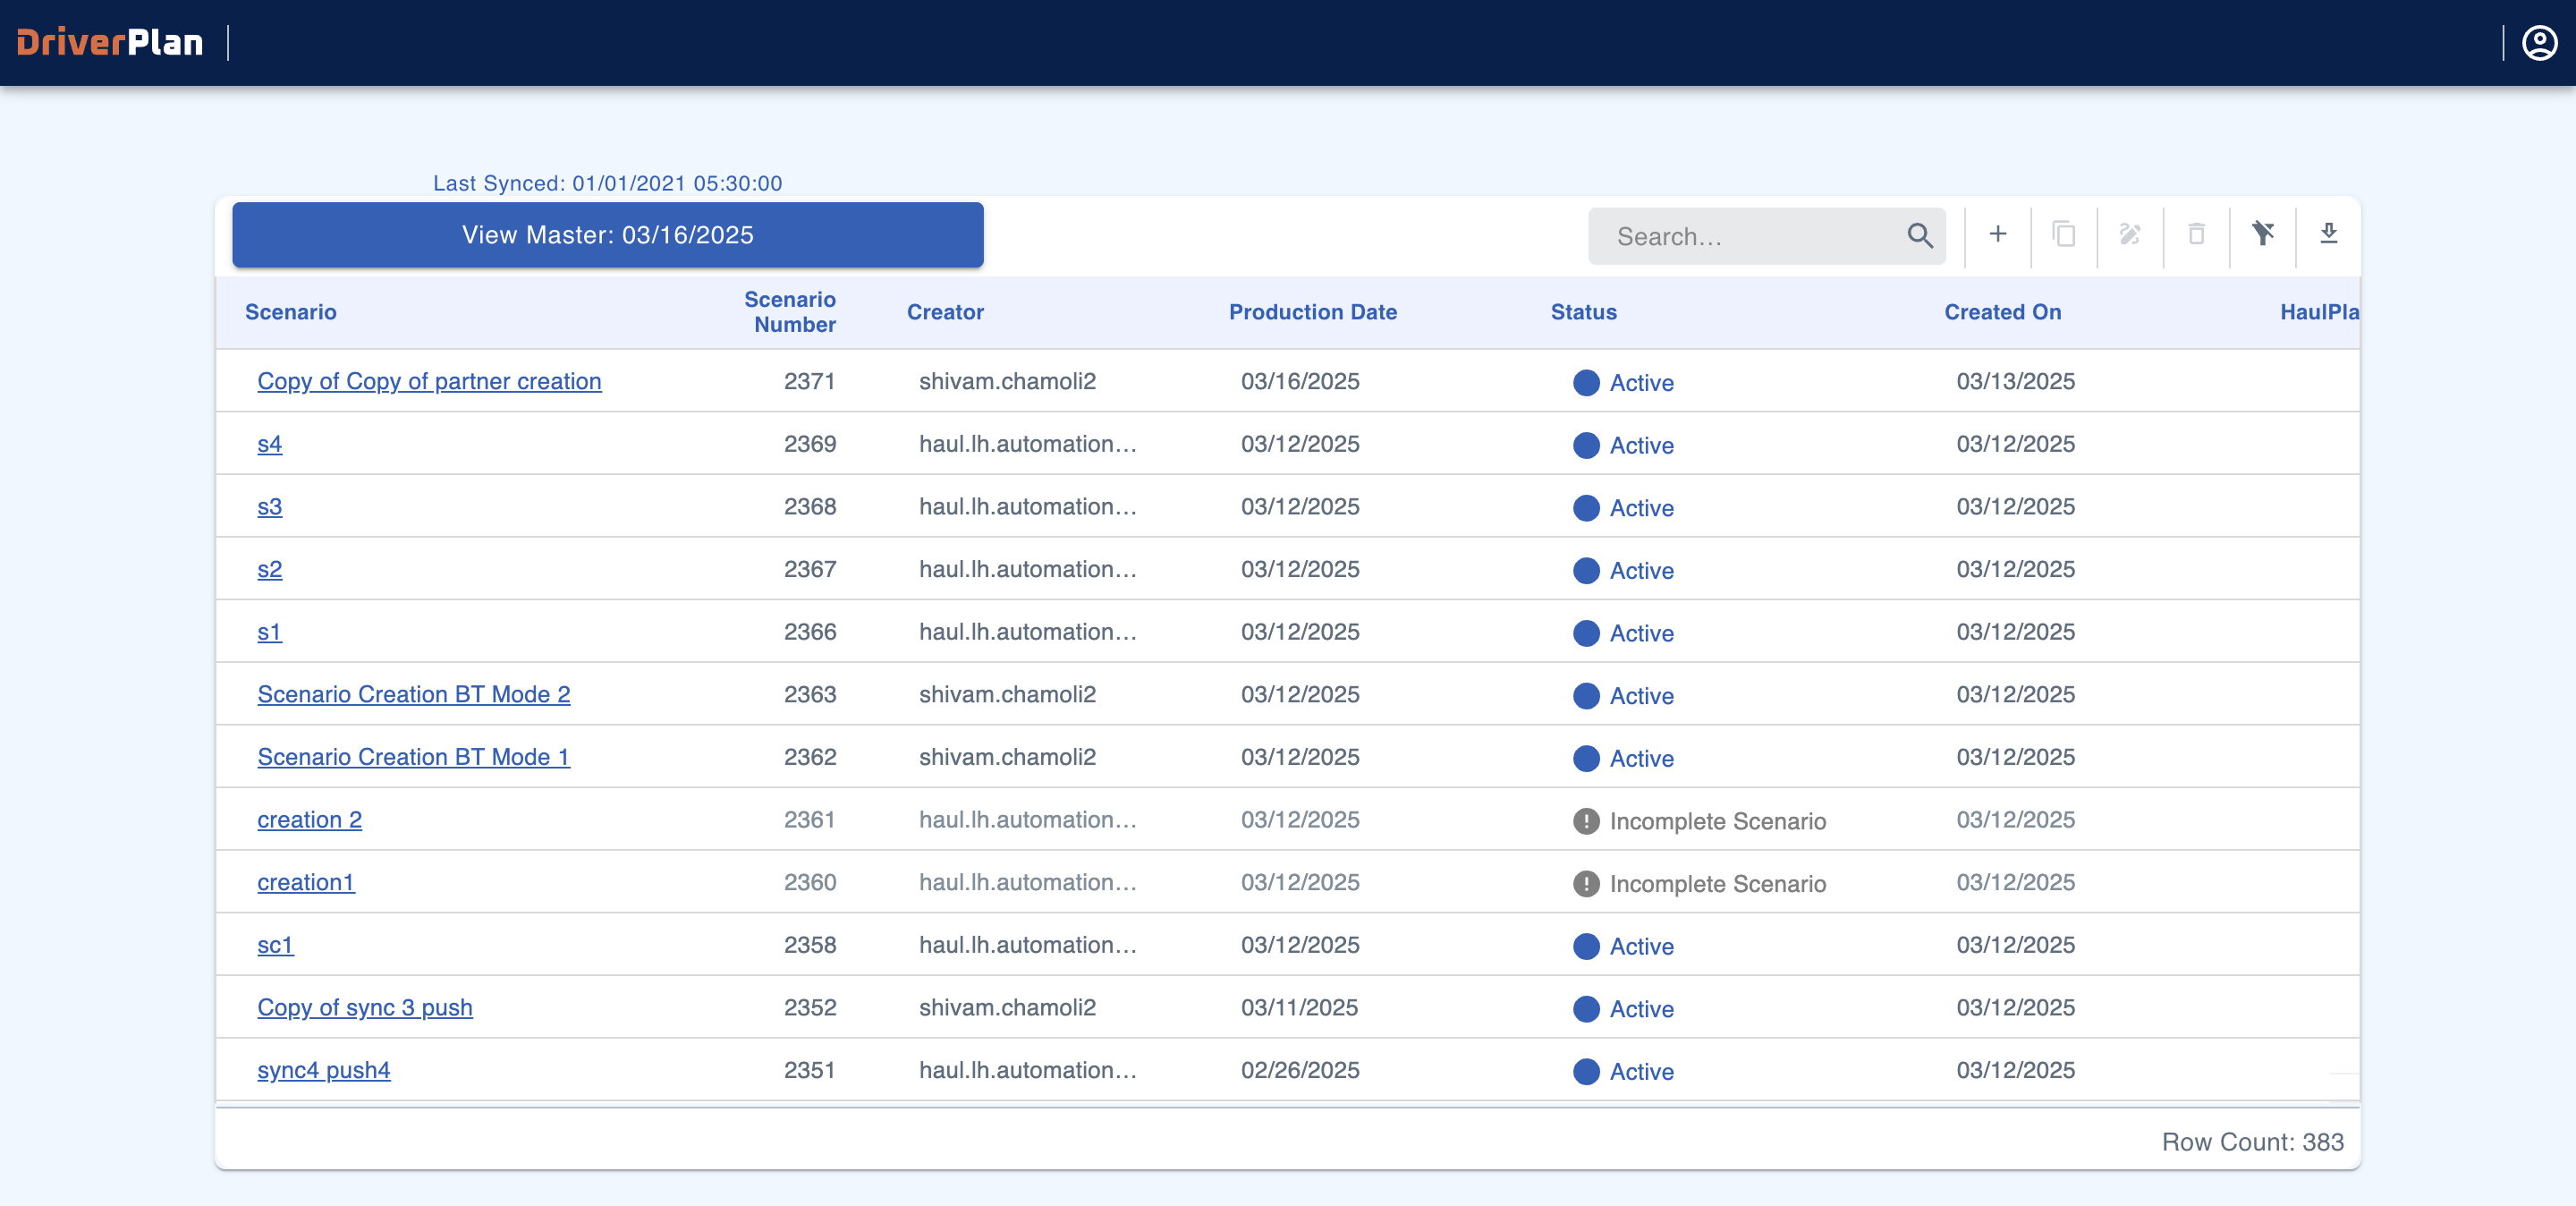 DriverPlan
Last Synced: 01/01/2021 05:30:00
View Master: 03/16/2025
Search…
Scenario Scenario Number Creator Production Date Status Created On HaulPla
Copy of Copy of partner creation 2371 shivam.chamoli2 03/16/2025 Active 03/13/2025
s4 2369 haul.lh.automation… 03/12/2025 Active 03/12/2025
s3 2368 haul.lh.automation… 03/12/2025 Active 03/12/2025
s2 2367 haul.lh.automation… 03/12/2025 Active 03/12/2025
s1 2366 haul.lh.automation… 03/12/2025 Active 03/12/2025
Scenario Creation BT Mode 2 2363 shivam.chamoli2 03/12/2025 Active 03/12/2025
Scenario Creation BT Mode 1 2362 shivam.chamoli2 03/12/2025 Active 03/12/2025
creation 2 2361 haul.lh.automation… 03/12/2025 Incomplete Scenario 03/12/2025
creation1 2360 haul.lh.automation… 03/12/2025 Incomplete Scenario 03/12/2025
sc1 2358 haul.lh.automation… 03/12/2025 Active 03/12/2025
Copy of sync 3 push 2352 shivam.chamoli2 03/11/2025 Active 03/12/2025
sync4 push4 2351 haul.lh.automation… 02/26/2025 Active 03/12/2025
Row Count: 383